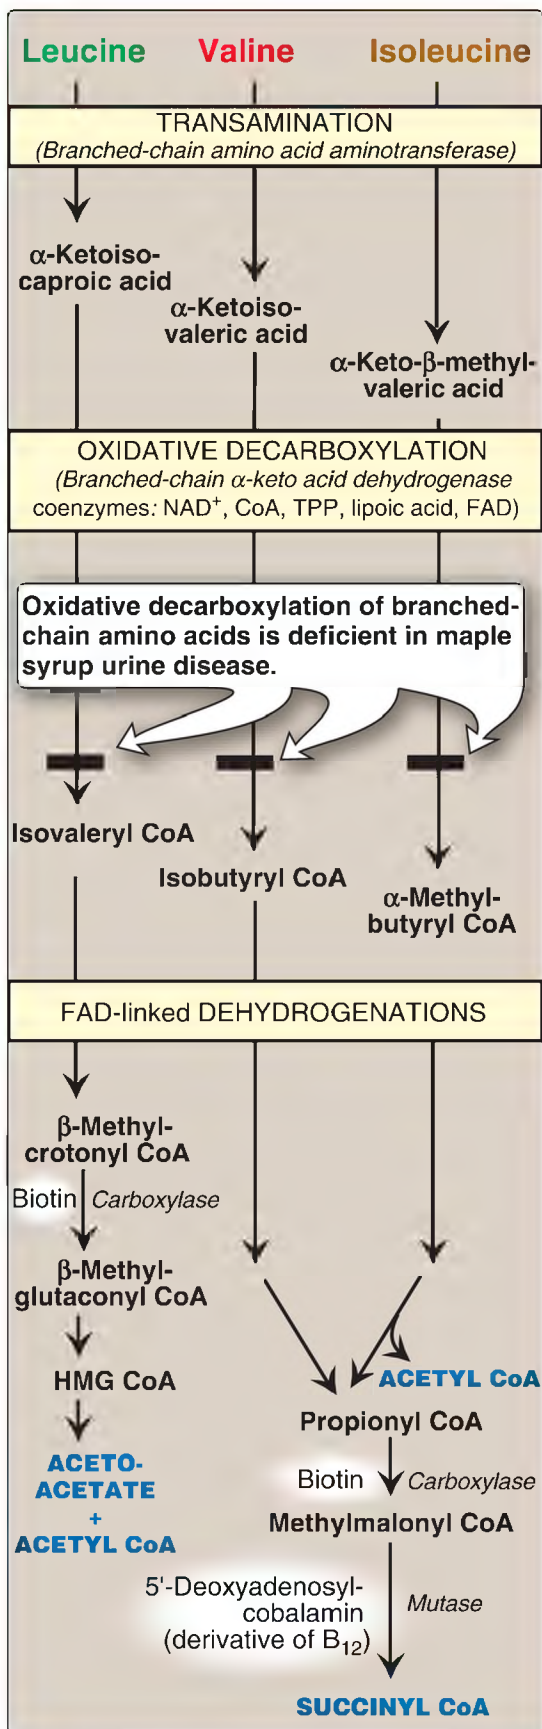 Leucine Valine Isoleucine
TRANSAMINATION
(Branched-chain amino acid aminotransferase)
α-Ketoiso-
caproic acid
α-Ketoiso-
valeric acid
α-Keto-β-methyl-
valeric acid
OXIDATIVE DECARBOXYLATION
(Branched-chain α-keto acid dehydrogenase
coenzymes: NAD⁺, CoA, TPP, lipoic acid, FAD)
Oxidative decarboxylation of branched-
chain amino acids is deficient in maple
syrup urine disease.
Isovaleryl CoA
Isobutyryl CoA
α-Methyl-
butyryl CoA
FAD-linked DEHYDROGENATIONS
β-Methyl-
crotonyl CoA
Biotin Carboxylase
β-Methyl-
glutaconyl CoA
HMG CoA
ACETO-
ACETATE
+
ACETYL CoA
ACETYL CoA
Propionyl CoA
Biotin Carboxylase
Methylmalonyl CoA
5'-Deoxyadenosyl-
cobalamin
(derivative of B₁₂)
Mutase
SUCCINYL CoA